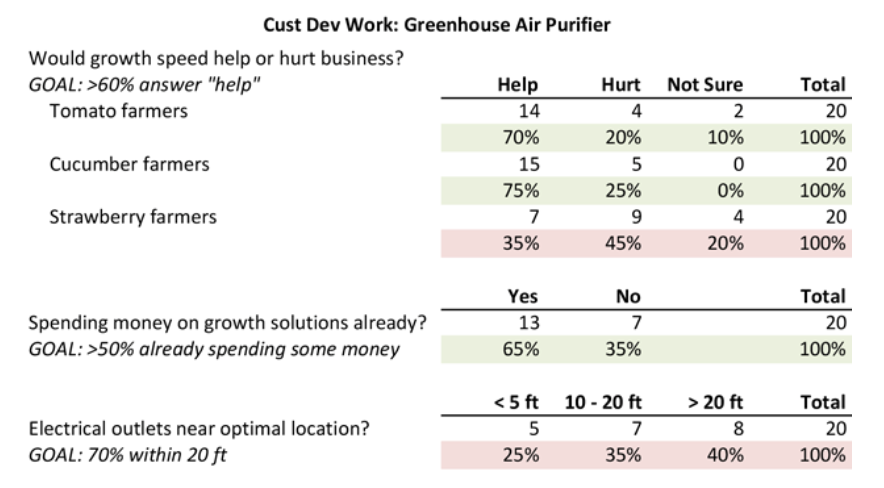 Cust Dev Work: Greenhouse Air Purifier
Would growth speed help or hurt business?
GOAL: >60% answer "help" Help Hurt Not Sure Total
Tomato farmers 14 4 2 20
70% 20% 10% 100%
Cucumber farmers 15 5 0 20
75% 25% 0% 100%
Strawberry farmers 7 9 4 20
35% 45% 20% 100%
Yes No Total
Spending money on growth solutions already? 13 7 20
GOAL: >50% already spending some money 65% 35% 100%
< 5 ft 10 - 20 ft > 20 ft Total
Electrical outlets near optimal location? 5 7 8 20
GOAL: 70% within 20 ft 25% 35% 40% 100%